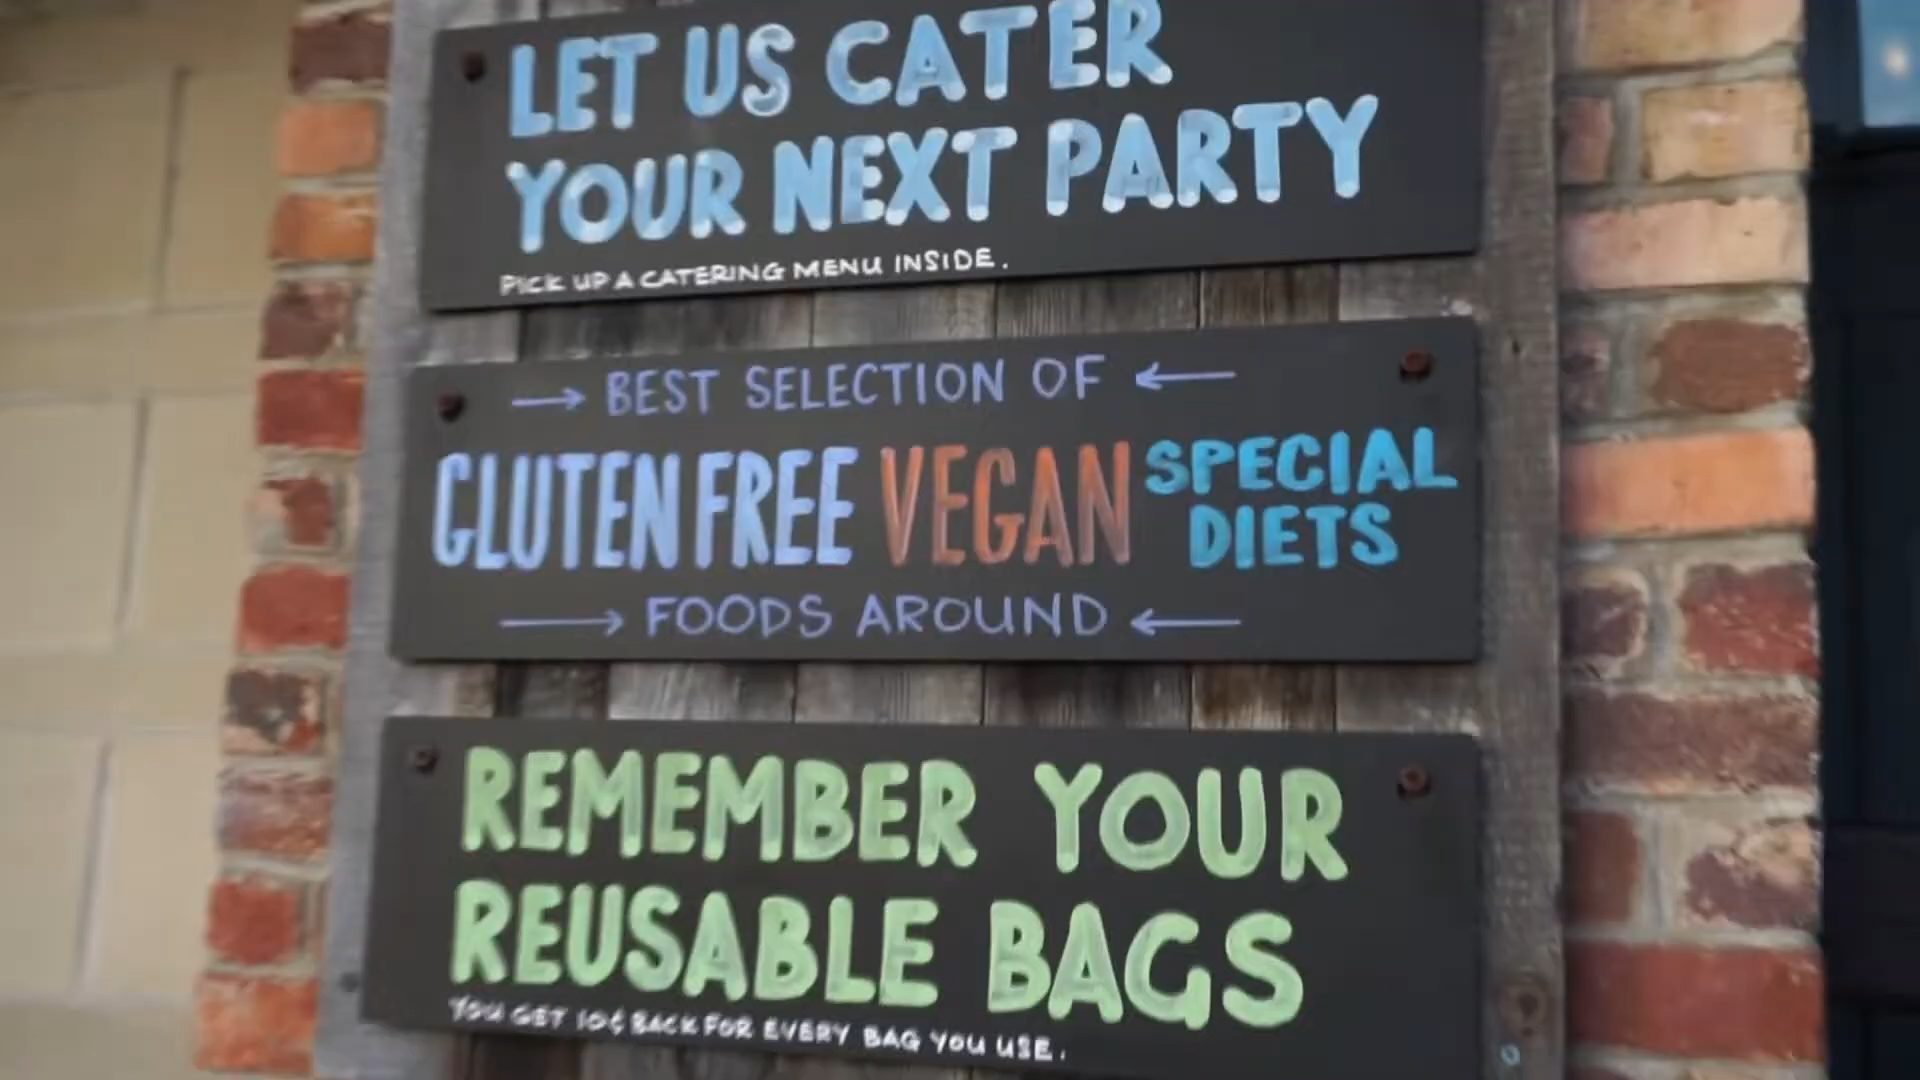 LET US CATER
YOUR NEXT PARTY
PICK UP A CATERING MENU INSIDE.
→ BEST SELECTION OF ←
GLUTEN FREE VEGAN SPECIAL
DIETS
→ FOODS AROUND ←
REMEMBER YOUR
REUSABLE BAGS
YOU GET 10¢ BACK FOR EVERY BAG YOU USE.